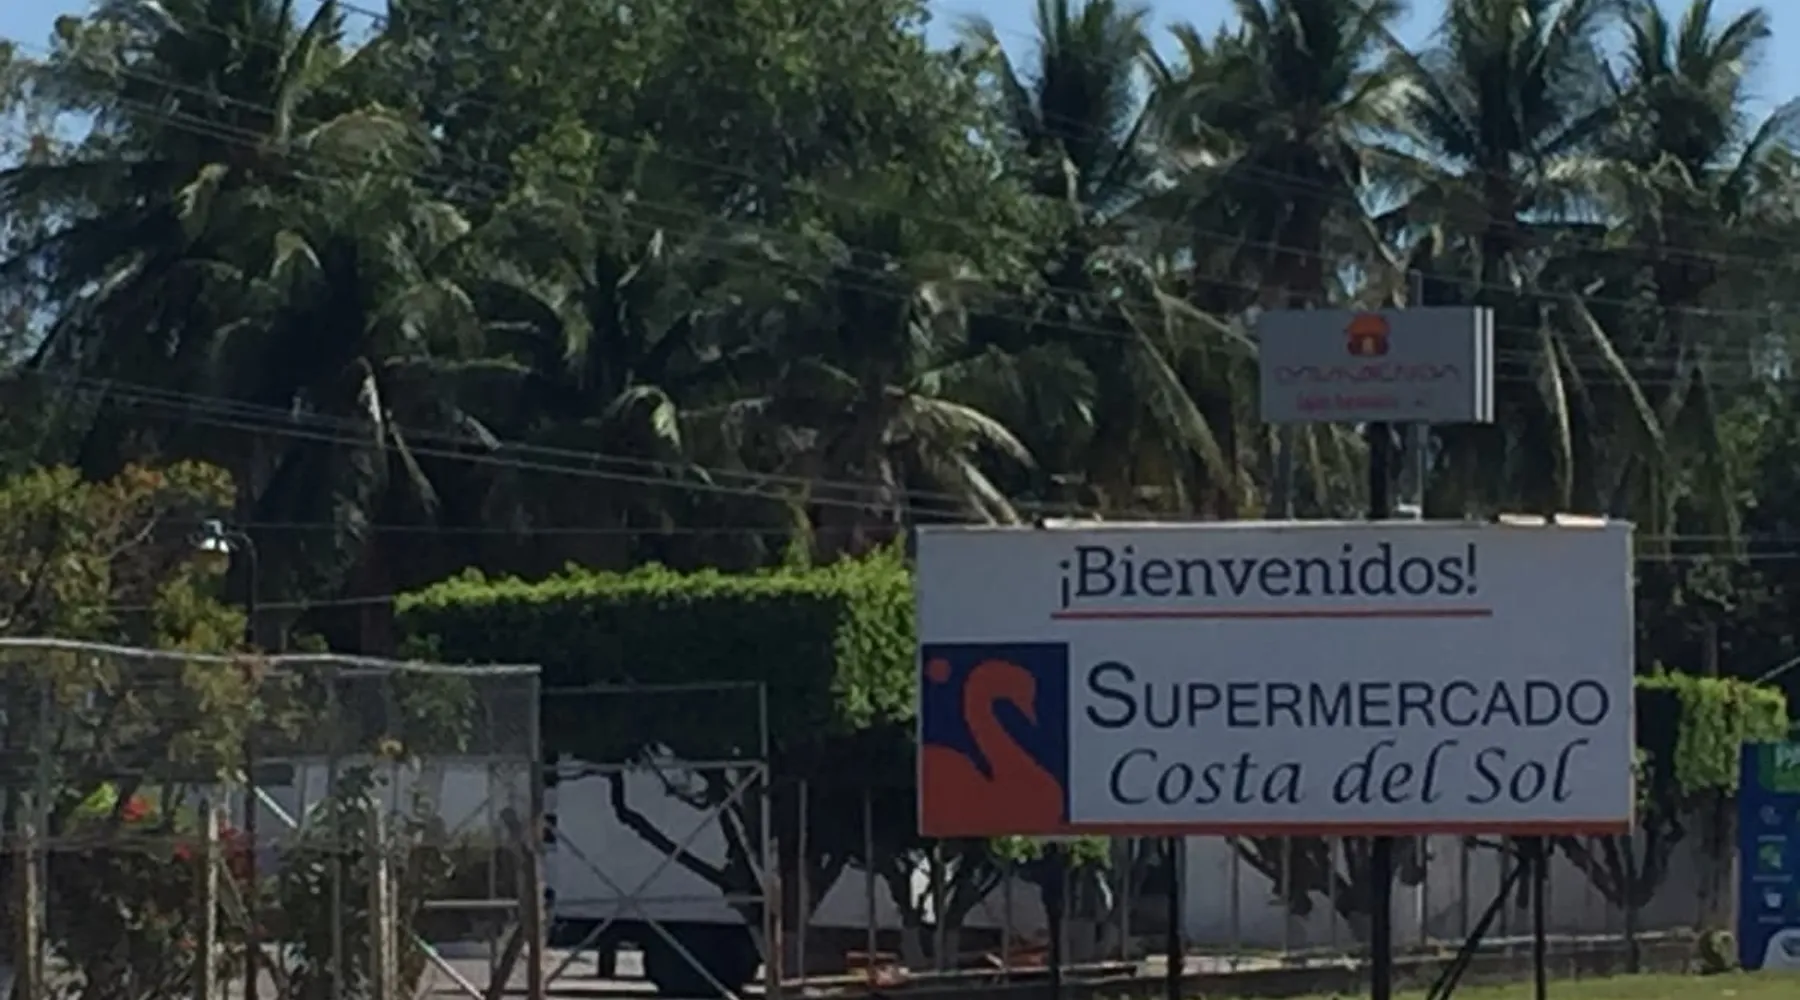 ¡Bienvenidos!
SUPERMERCADO
Costa del Sol